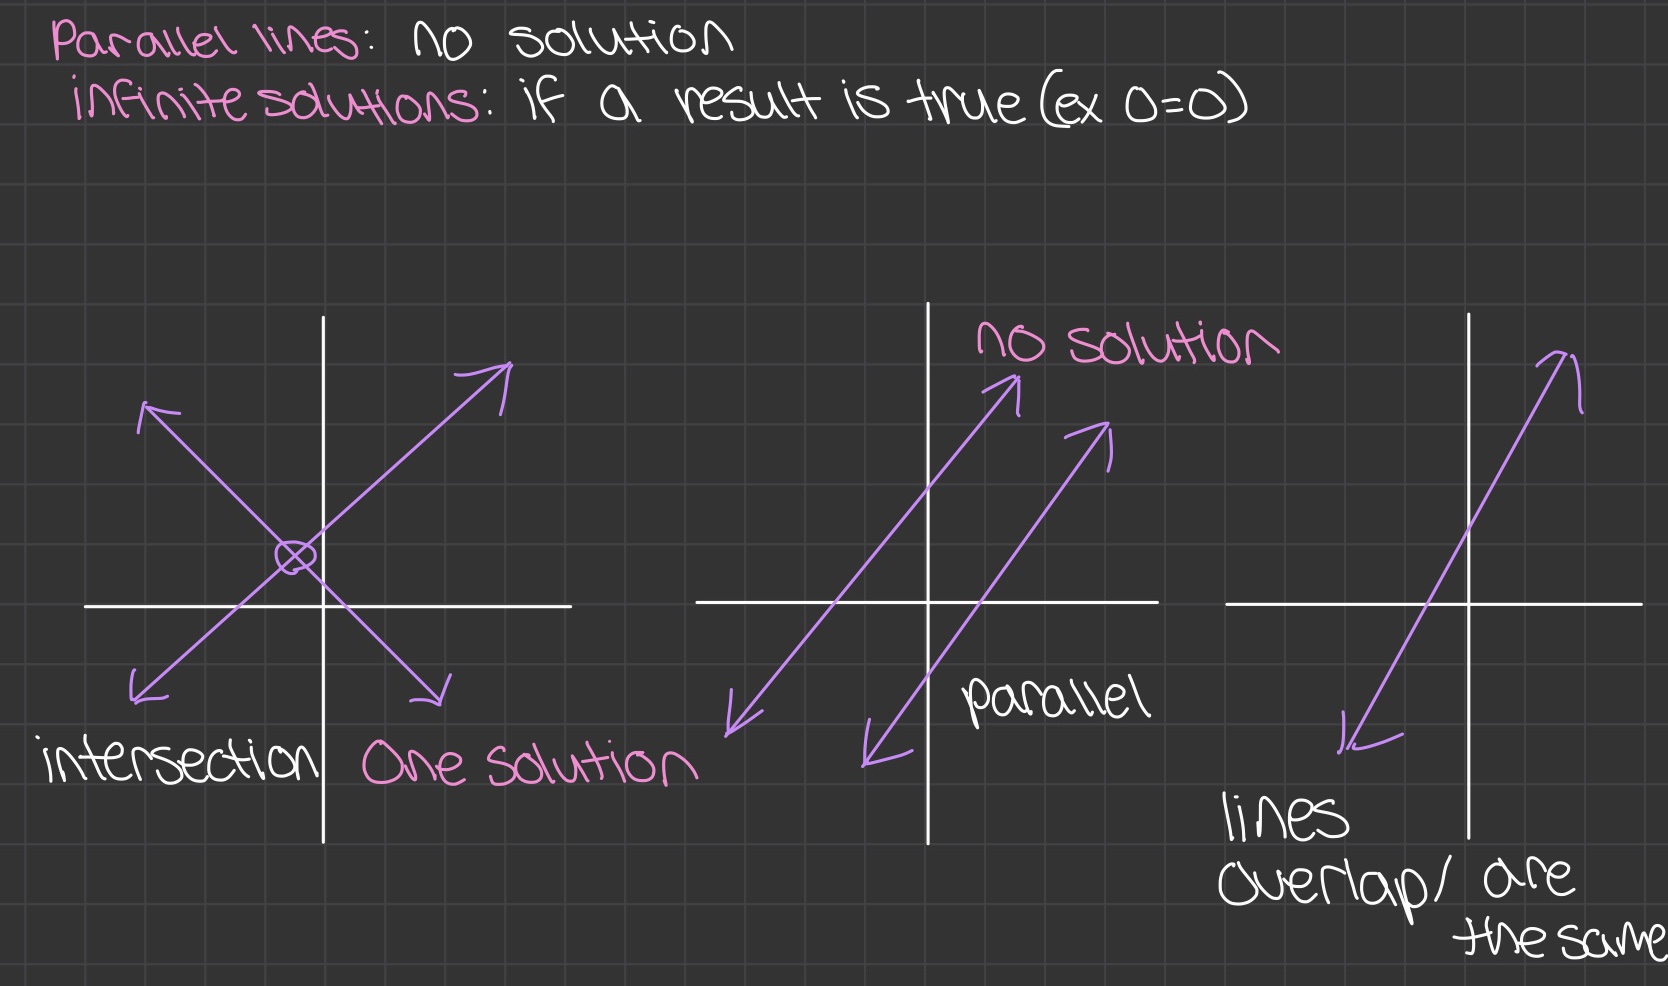 Parallel lines: no solution
infinite solutions: if a result is true (ex 0=0)
no solution
parallel
intersection One solution
lines
overlap/ are
the same